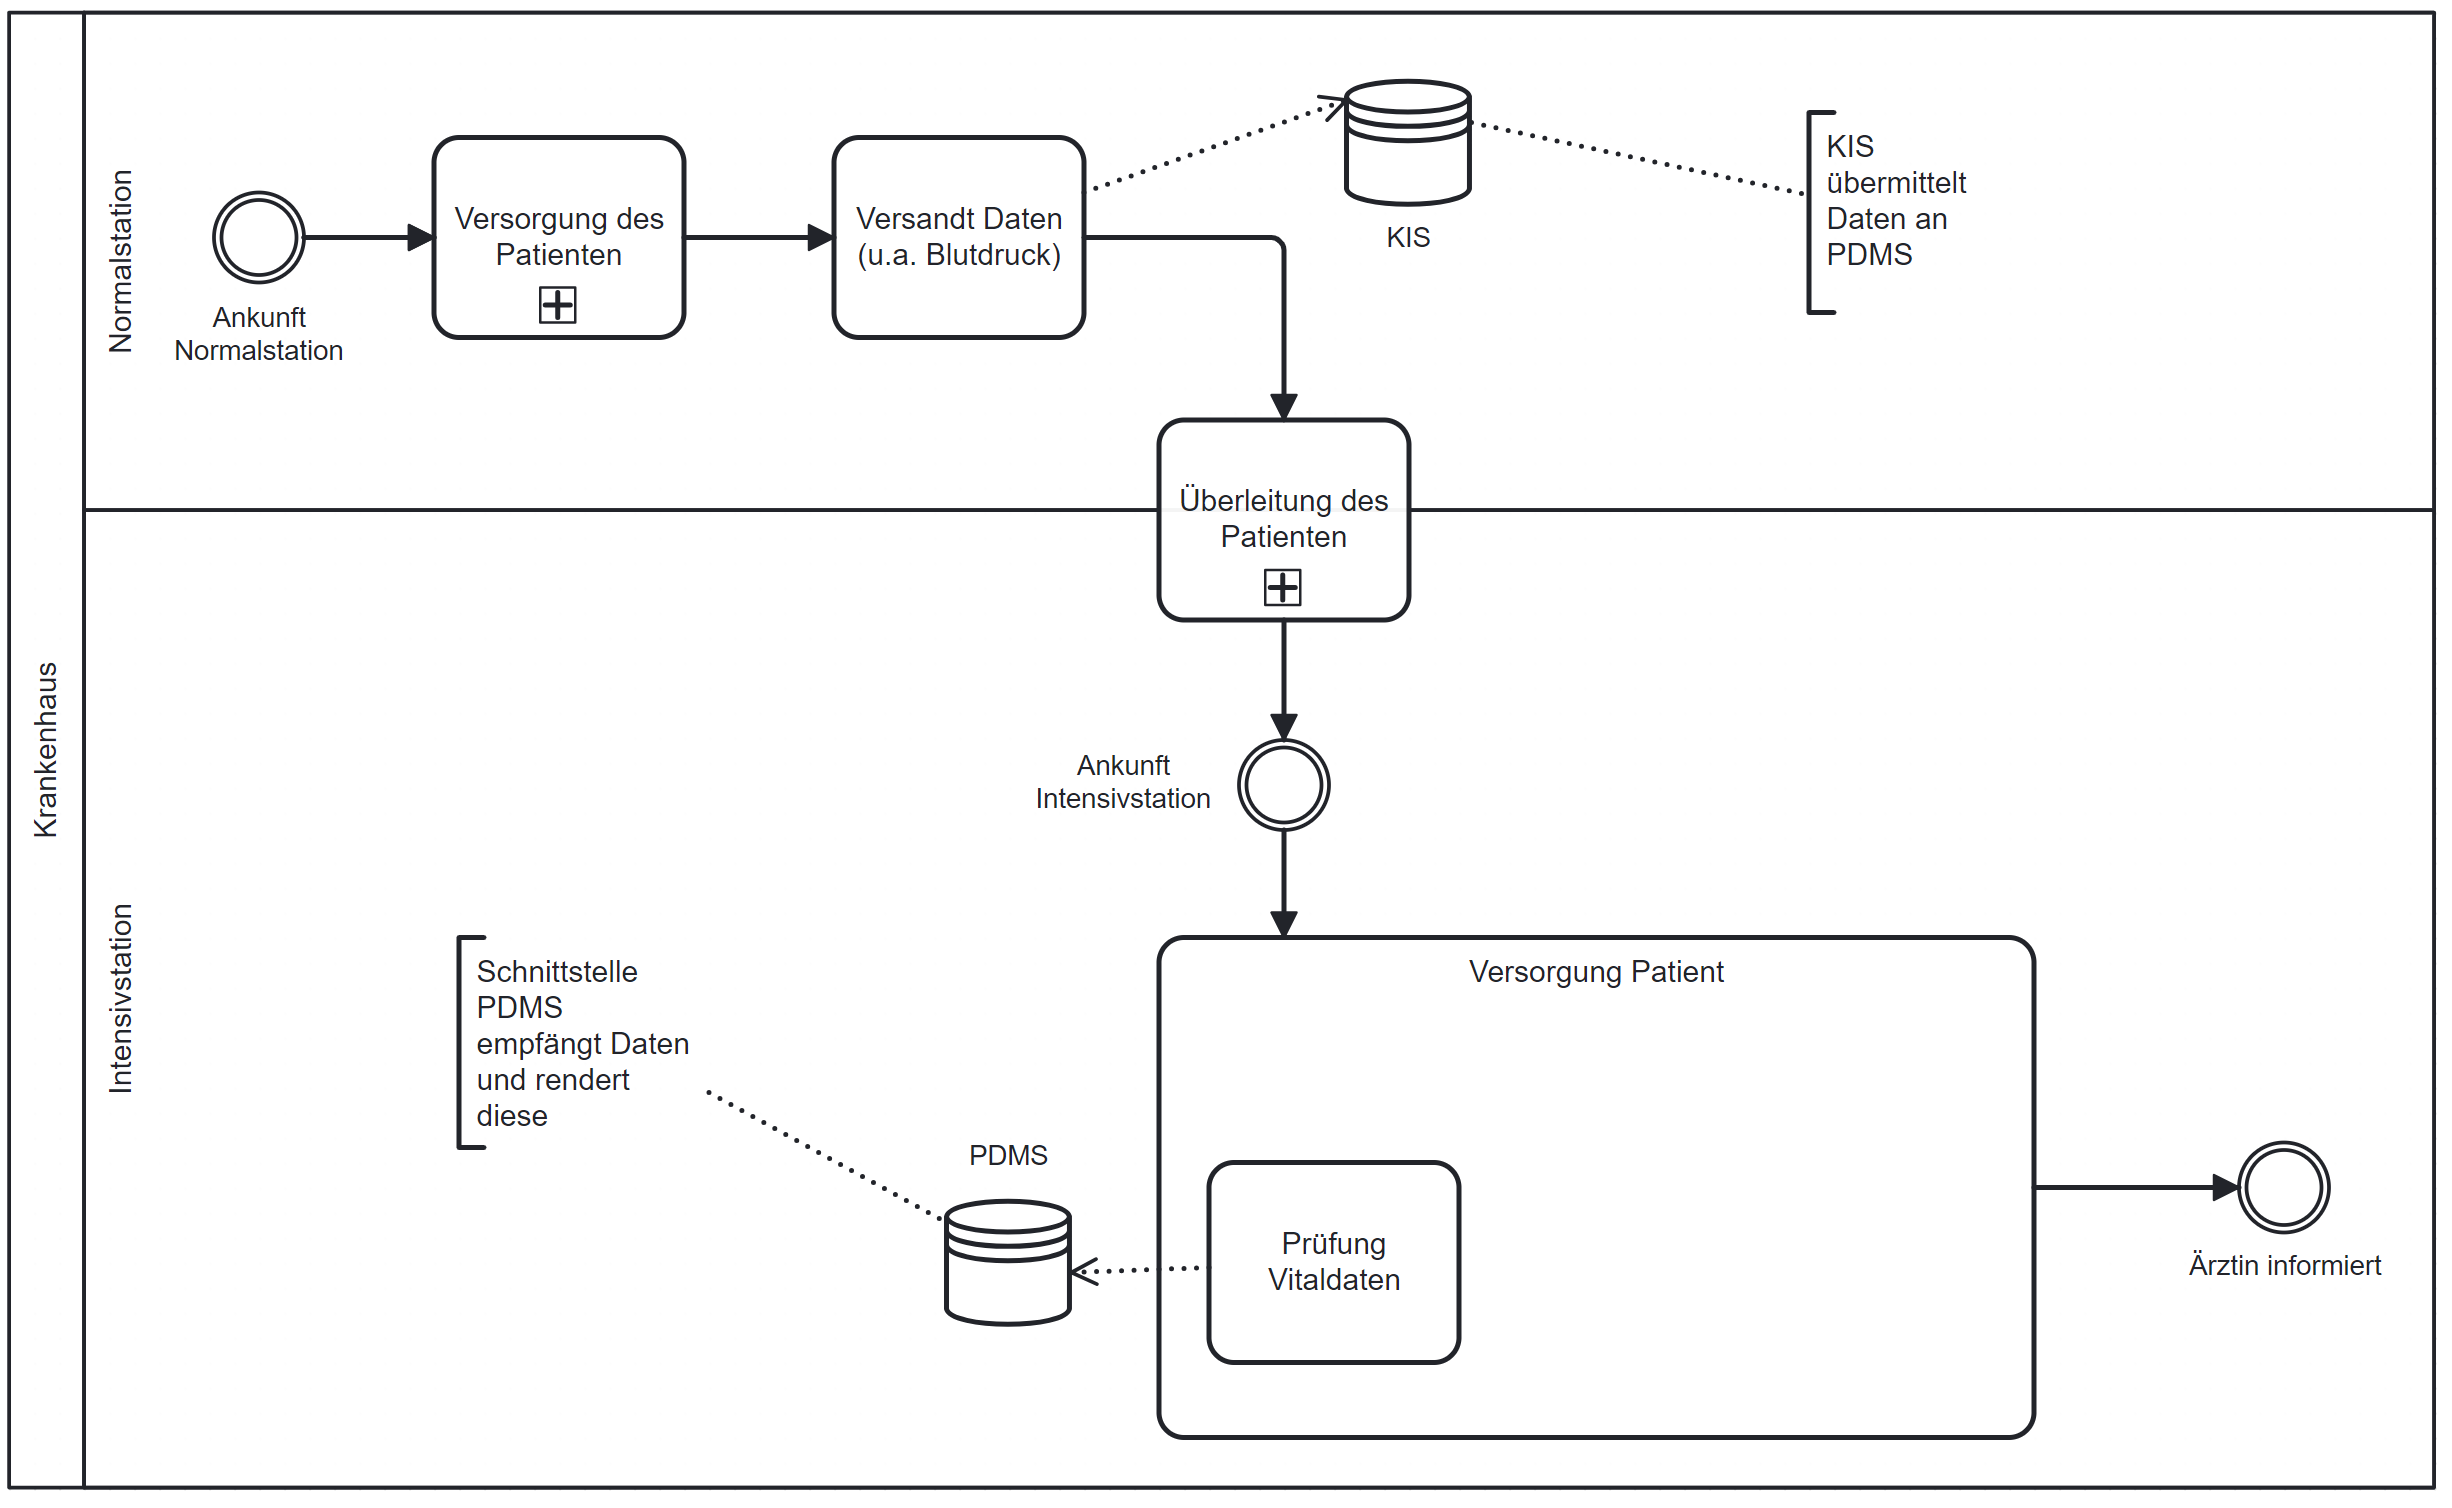 Krankenhaus
Normalstation
Ankunft
Normalstation
Versorgung des
Patienten
Versandt Daten
(u.a. Blutdruck)
KIS
KIS
übermittelt
Daten an
PDMS
Überleitung des
Patienten
Intensivstation
Ankunft
Intensivstation
Schnittstelle
PDMS
empfängt Daten
und rendert
diese
PDMS
Versorgung Patient
Prüfung
Vitaldaten
Ärztin informiert